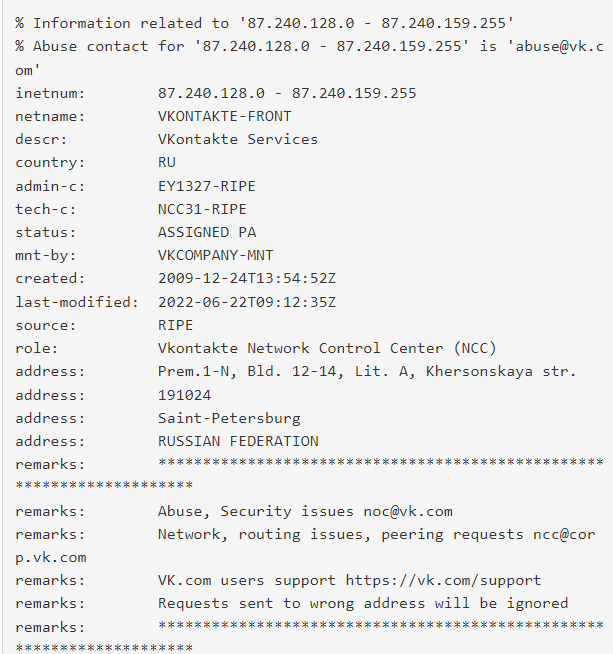 % Information related to '87.240.128.0 - 87.240.159.255'
% Abuse contact for '87.240.128.0 - 87.240.159.255' is 'abuse@vk.c
om'
inetnum:        87.240.128.0 - 87.240.159.255
netname:        VKONTAKTE-FRONT
descr:          VKontakte Services
country:        RU
admin-c:        EY1327-RIPE
tech-c:         NCC31-RIPE
status:         ASSIGNED PA
mnt-by:         VKCOMPANY-MNT
created:        2009-12-24T13:54:52Z
last-modified:  2022-06-22T09:12:35Z
source:         RIPE
role:           Vkontakte Network Control Center (NCC)
address:        Prem.1-N, Bld. 12-14, Lit. A, Khersonskaya str.
address:        191024
address:        Saint-Petersburg
address:        RUSSIAN FEDERATION
remarks:        **************************************************
********************
remarks:        Abuse, Security issues noc@vk.com
remarks:        Network, routing issues, peering requests ncc@cor
p.vk.com
remarks:        VK.com users support https://vk.com/support
remarks:        Requests sent to wrong address will be ignored
remarks:        **************************************************
********************